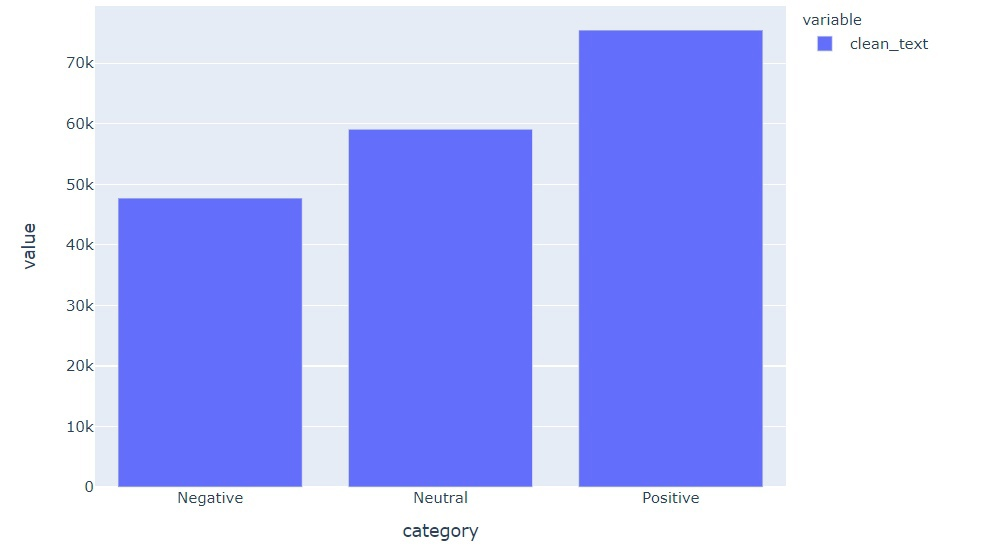 variable
clean_text
70k
60k
50k
40k
30k
20k
10k
0
value
Negative Neutral Positive
category